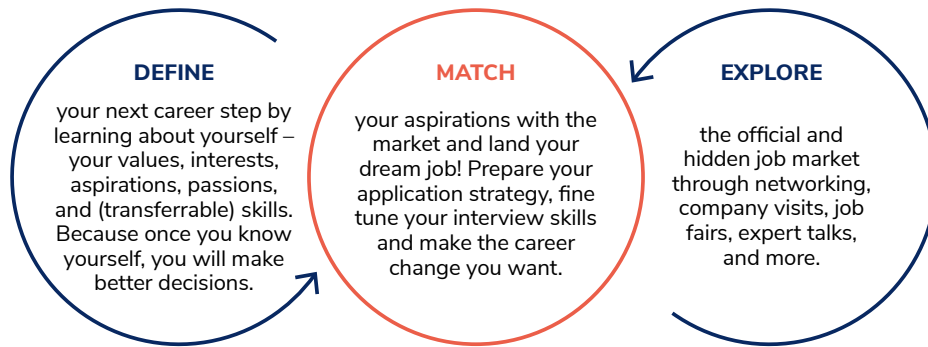 DEFINE
your next career step by
learning about yourself –
your values, interests,
aspirations, passions,
and (transferrable) skills.
Because once you know
yourself, you will make
better decisions.
MATCH
your aspirations with the
market and land your
dream job! Prepare your
application strategy, fine
tune your interview skills
and make the career
change you want.
EXPLORE
the official and
hidden job market
through networking,
company visits, job
fairs, expert talks,
and more.